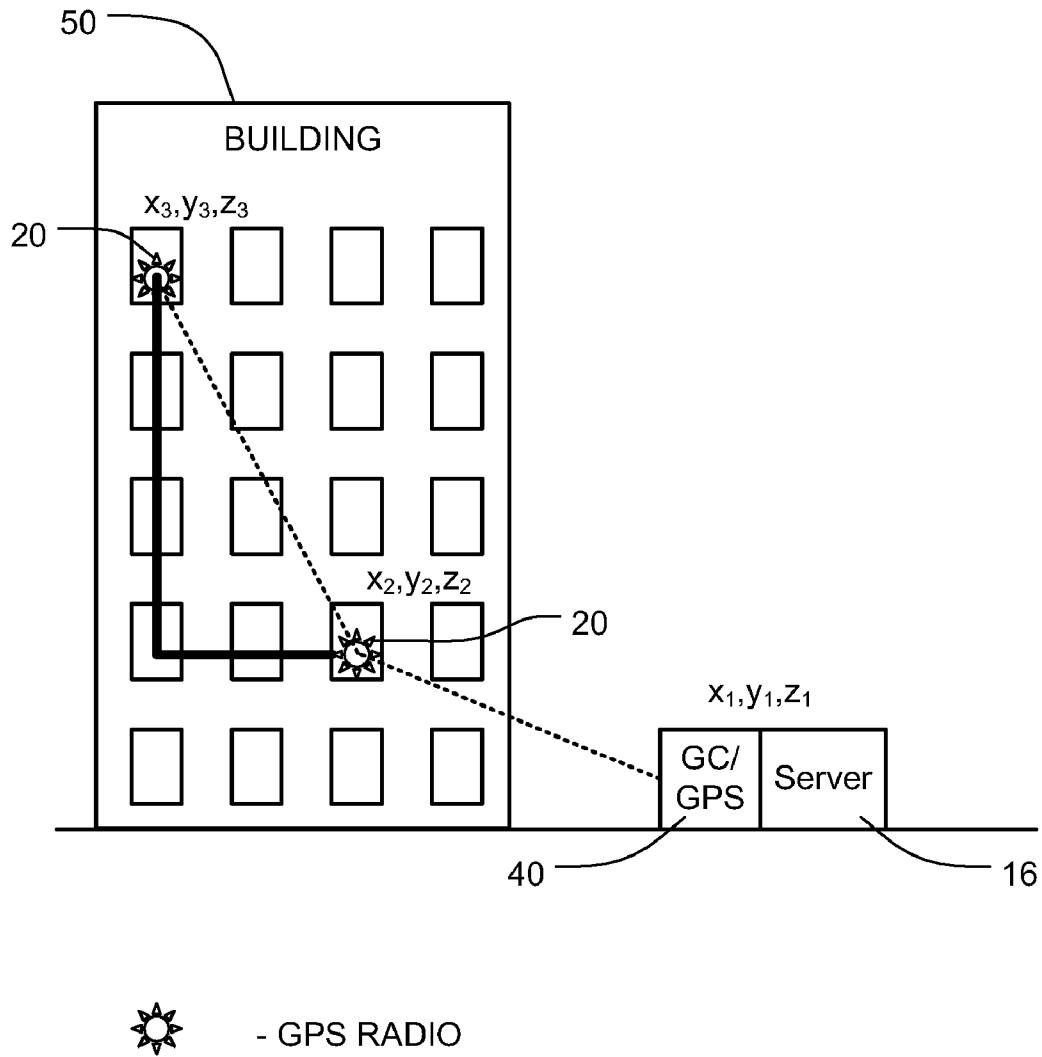 50
BUILDING
x₃,y₃,z₃
20
x₂,y₂,z₂
20
x₁,y₁,z₁
GC/
GPS
Server
40
16
- GPS RADIO